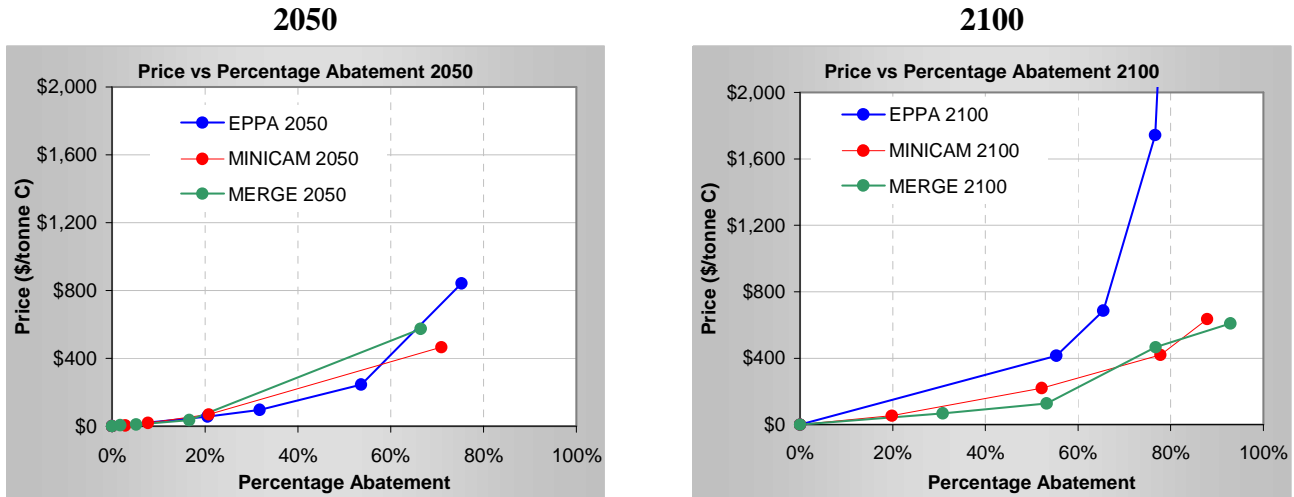 2050
Price vs Percentage Abatement 2050
$2,000
$1,600
$1,200
$800
$400
$0
Price ($/tonne C)
EPPA 2050
MINICAM 2050
MERGE 2050
0% 20% 40% 60% 80% 100%
Percentage Abatement
2100
Price vs Percentage Abatement 2100
$2,000
$1,600
$1,200
$800
$400
$0
Price ($/tonne C)
EPPA 2100
MINICAM 2100
MERGE 2100
0% 20% 40% 60% 80% 100%
Percentage Abatement